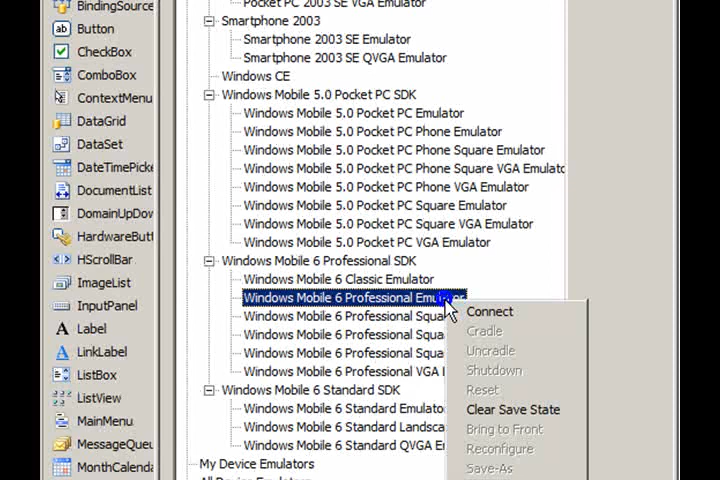 BindingSource
Button
CheckBox
ComboBox
ContextMenu
DataGrid
DataSet
DateTimePicke
DocumentList
DomainUpDow
HardwareButt
HScrollBar
ImageList
InputPanel
Label
LinkLabel
ListBox
ListView
MainMenu
MessageQueu
MonthCalenda
Pocket PC 2003 SE VGA Emulator
Smartphone 2003
Smartphone 2003 SE Emulator
Smartphone 2003 SE QVGA Emulator
Windows CE
Windows Mobile 5.0 Pocket PC SDK
Windows Mobile 5.0 Pocket PC Emulator
Windows Mobile 5.0 Pocket PC Phone Emulator
Windows Mobile 5.0 Pocket PC Phone Square Emulator
Windows Mobile 5.0 Pocket PC Phone Square VGA Emulato
Windows Mobile 5.0 Pocket PC Phone VGA Emulator
Windows Mobile 5.0 Pocket PC Square Emulator
Windows Mobile 5.0 Pocket PC Square VGA Emulator
Windows Mobile 5.0 Pocket PC VGA Emulator
Windows Mobile 6 Professional SDK
Windows Mobile 6 Classic Emulator
Windows Mobile 6 Professional Emulator
Windows Mobile 6 Professional Squa
Windows Mobile 6 Professional Squa
Windows Mobile 6 Professional Squa
Windows Mobile 6 Professional VGA
Windows Mobile 6 Standard SDK
Windows Mobile 6 Standard Emulato
Windows Mobile 6 Standard Landsca
Windows Mobile 6 Standard QVGA E
My Device Emulators
All Device Emulators
Connect
Cradle
Uncradle
Shutdown
Reset
Clear Save State
Bring to Front
Reconfigure
Save-As